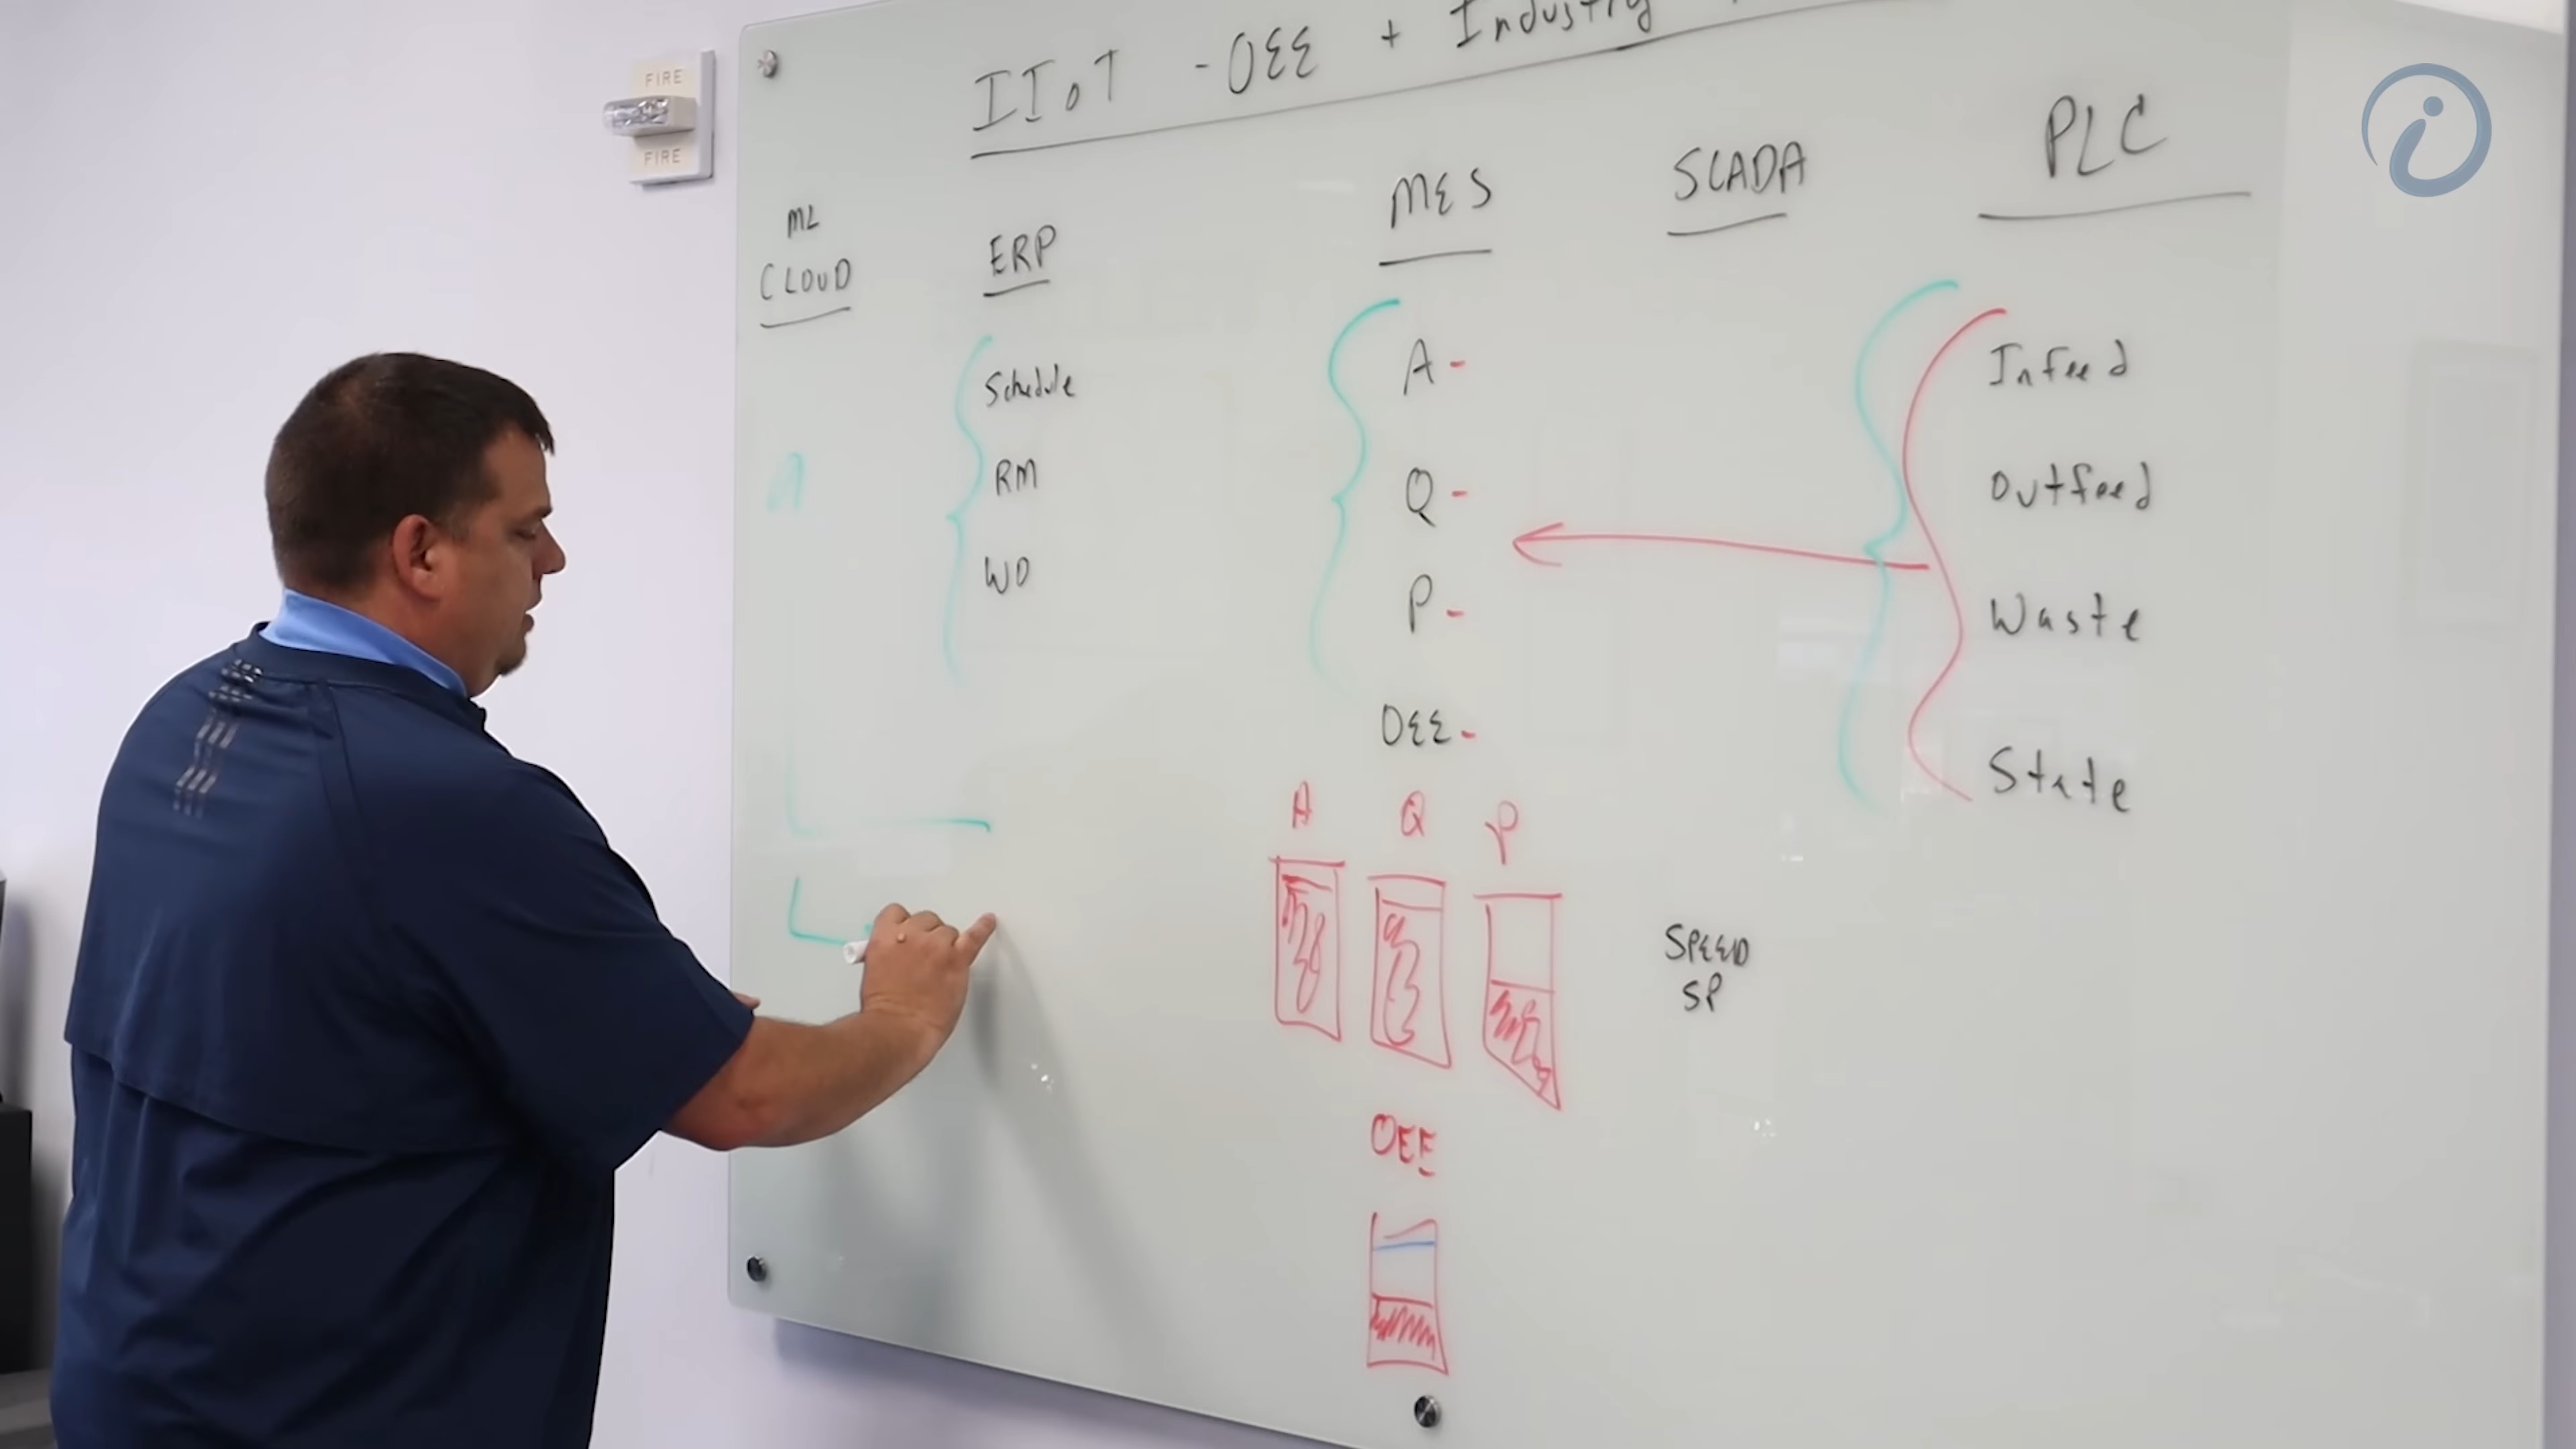 FIRE
FIRE
IIoT - OEE + Industry
ML
CLOUD
ERP
MES
SCADA
PLC
Schedule
RM
WO
A -
Q -
P -
OEE -
Infeed
Outfeed
Waste
State
A
Q
P
OEE
SPEED
SP
i